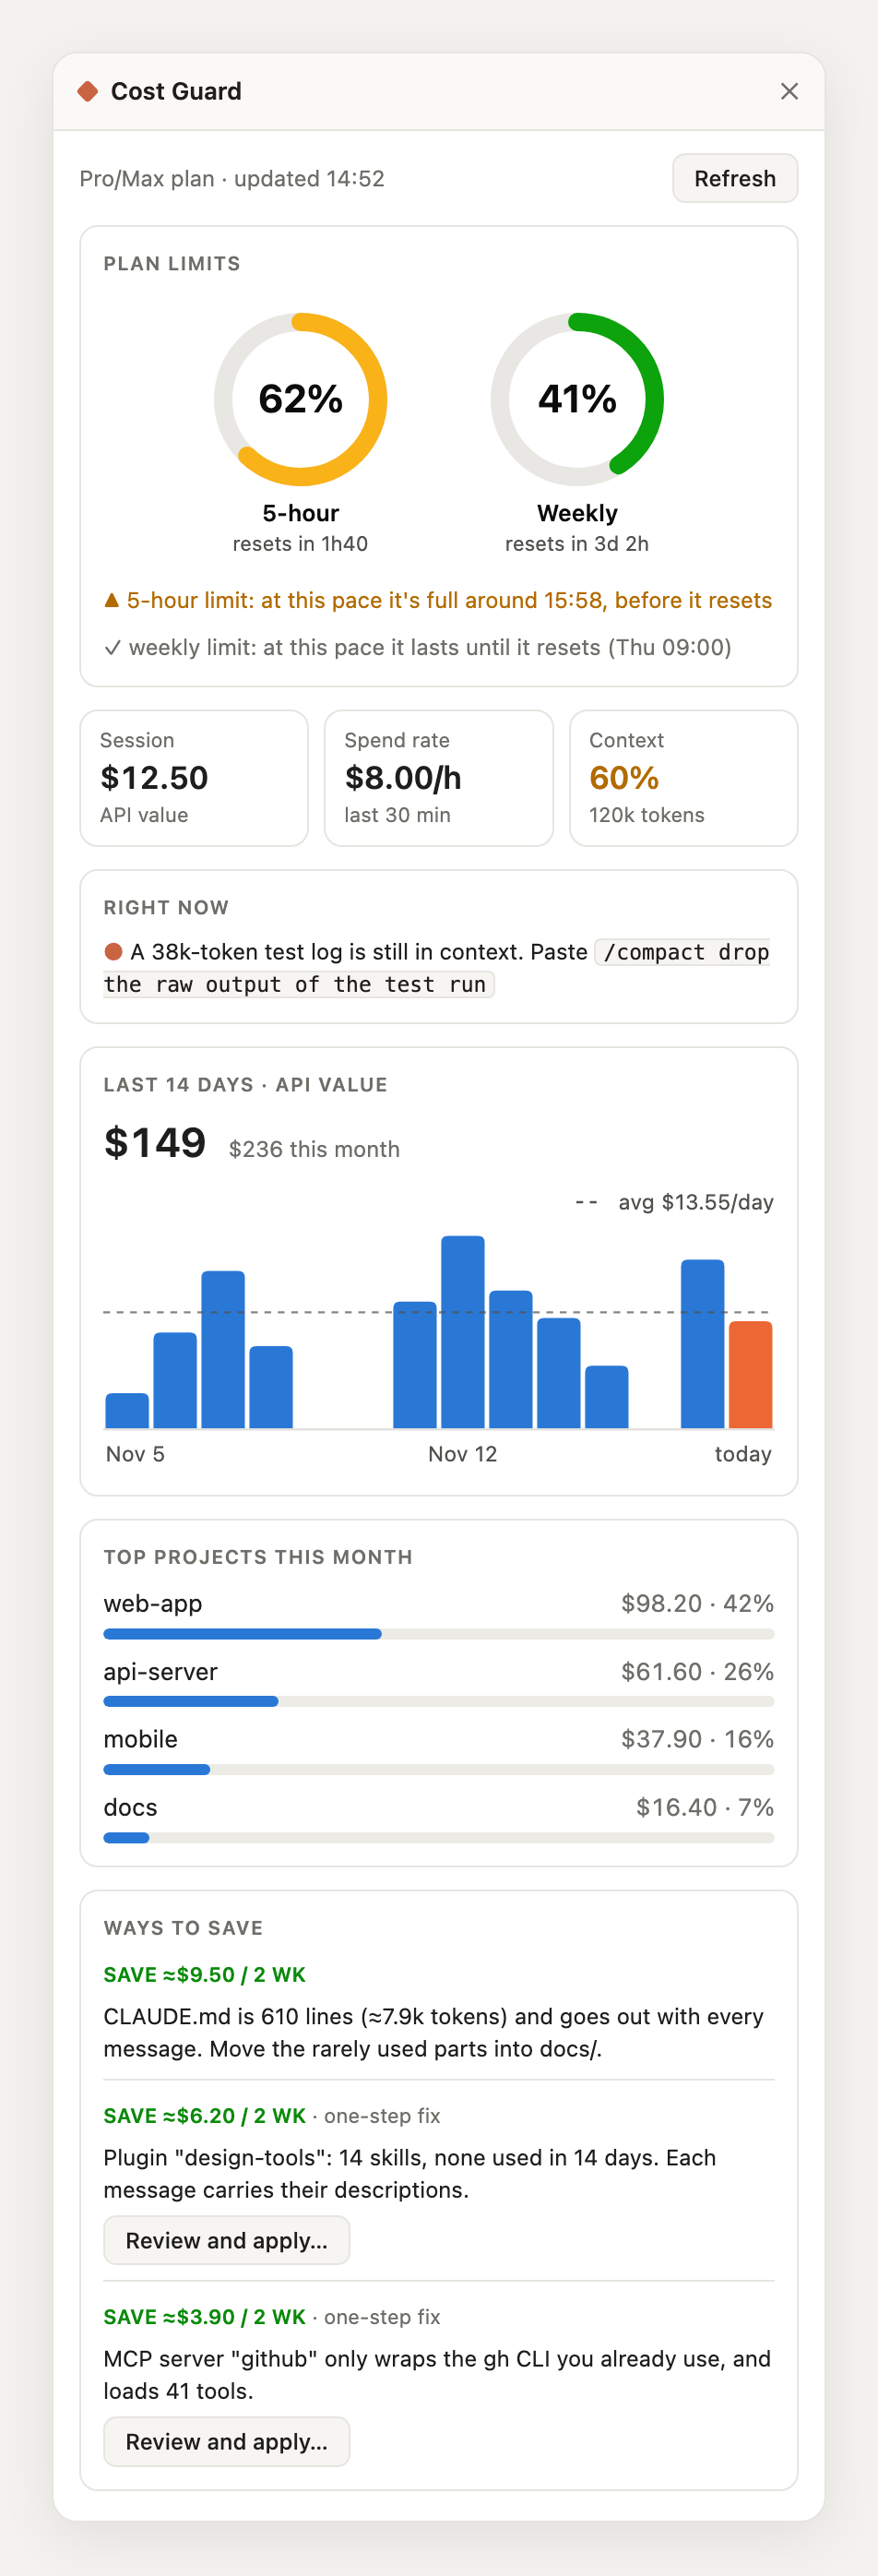 Cost Guard
Pro/Max plan · updated 14:52
Refresh
PLAN LIMITS
62%
41%
5-hour
Weekly
resets in 1h40
resets in 3d 2h
▲ 5-hour limit: at this pace it's full around 15:58, before it resets
✓ weekly limit: at this pace it lasts until it resets (Thu 09:00)
Session
$12.50
API value
Spend rate
$8.00/h
last 30 min
Context
60%
120k tokens
RIGHT NOW
A 38k-token test log is still in context. Paste /compact drop
the raw output of the test run
LAST 14 DAYS · API VALUE
$149 $236 this month
-- avg $13.55/day
Nov 5
Nov 12
today
TOP PROJECTS THIS MONTH
web-app $98.20 · 42%
api-server $61.60 · 26%
mobile $37.90 · 16%
docs $16.40 · 7%
WAYS TO SAVE
SAVE ≈$9.50 / 2 WK
CLAUDE.md is 610 lines (≈7.9k tokens) and goes out with every
message. Move the rarely used parts into docs/.
SAVE ≈$6.20 / 2 WK · one-step fix
Plugin "design-tools": 14 skills, none used in 14 days. Each
message carries their descriptions.
Review and apply...
SAVE ≈$3.90 / 2 WK · one-step fix
MCP server "github" only wraps the gh CLI you already use, and
loads 41 tools.
Review and apply...